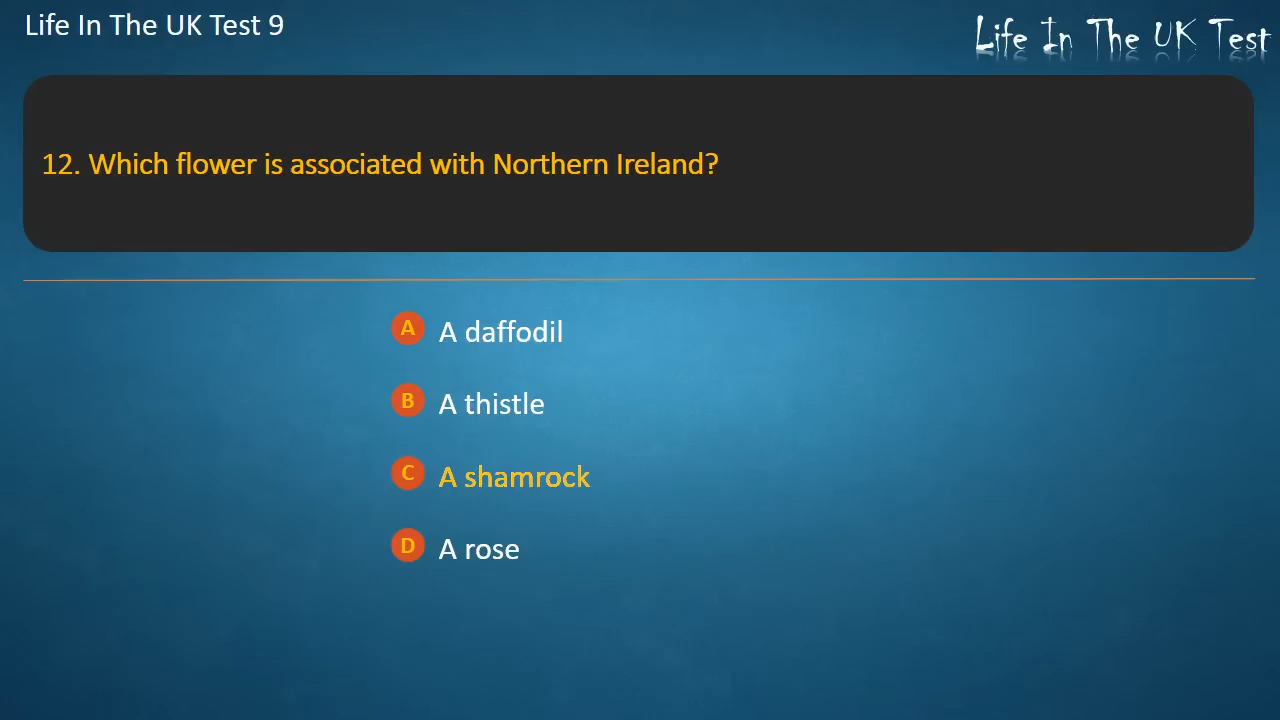 Life In The UK Test 9
Life In The UK Test
12. Which flower is associated with Northern Ireland?
A A daffodil
B A thistle
C A shamrock
D A rose